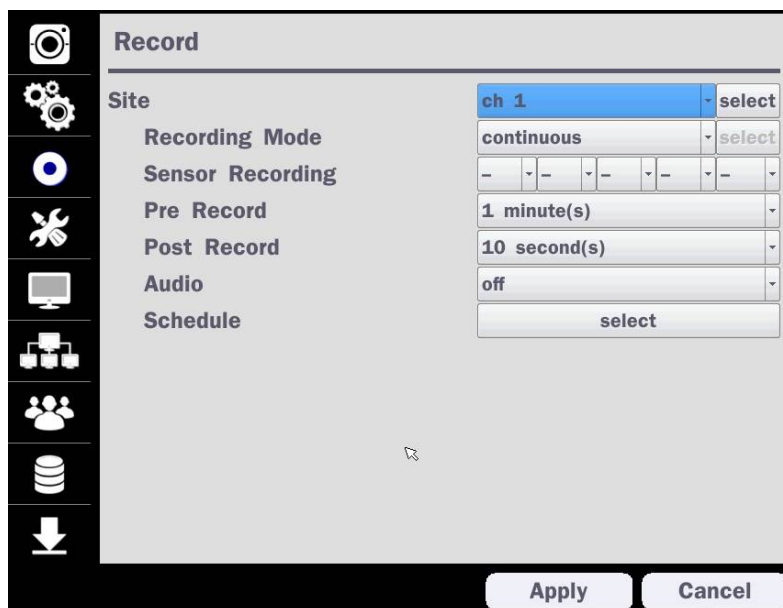 Record
Site ch 1 select
Recording Mode continuous select
Sensor Recording – – – – –
Pre Record 1 minute(s)
Post Record 10 second(s)
Audio off
Schedule select
Apply Cancel